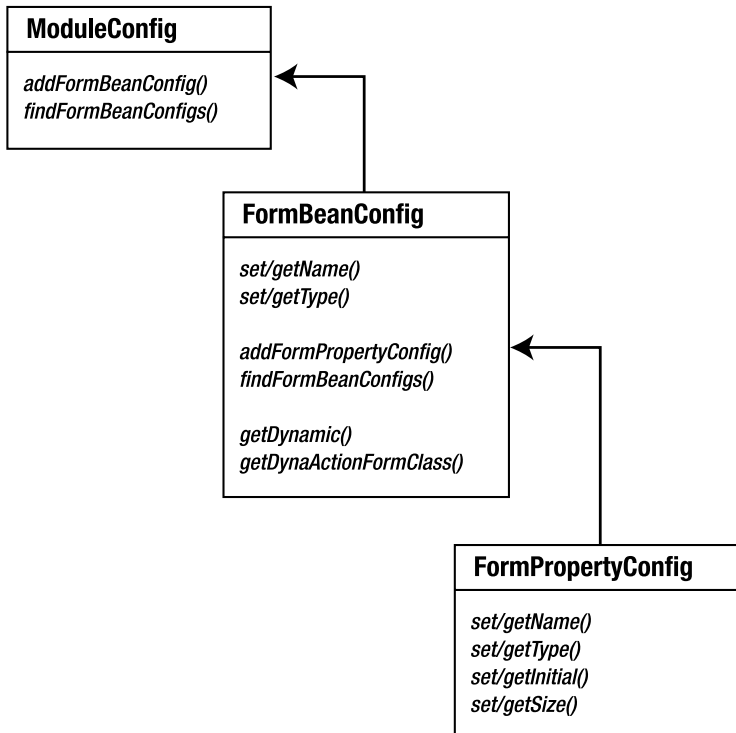 ModuleConfig
addFormBeanConfig()
findFormBeanConfigs()
FormBeanConfig
set/getName()
set/getType()
addFormPropertyConfig()
findFormBeanConfigs()
getDynamic()
getDynaActionFormClass()
FormPropertyConfig
set/getName()
set/getType()
set/getInitial()
set/getSize()